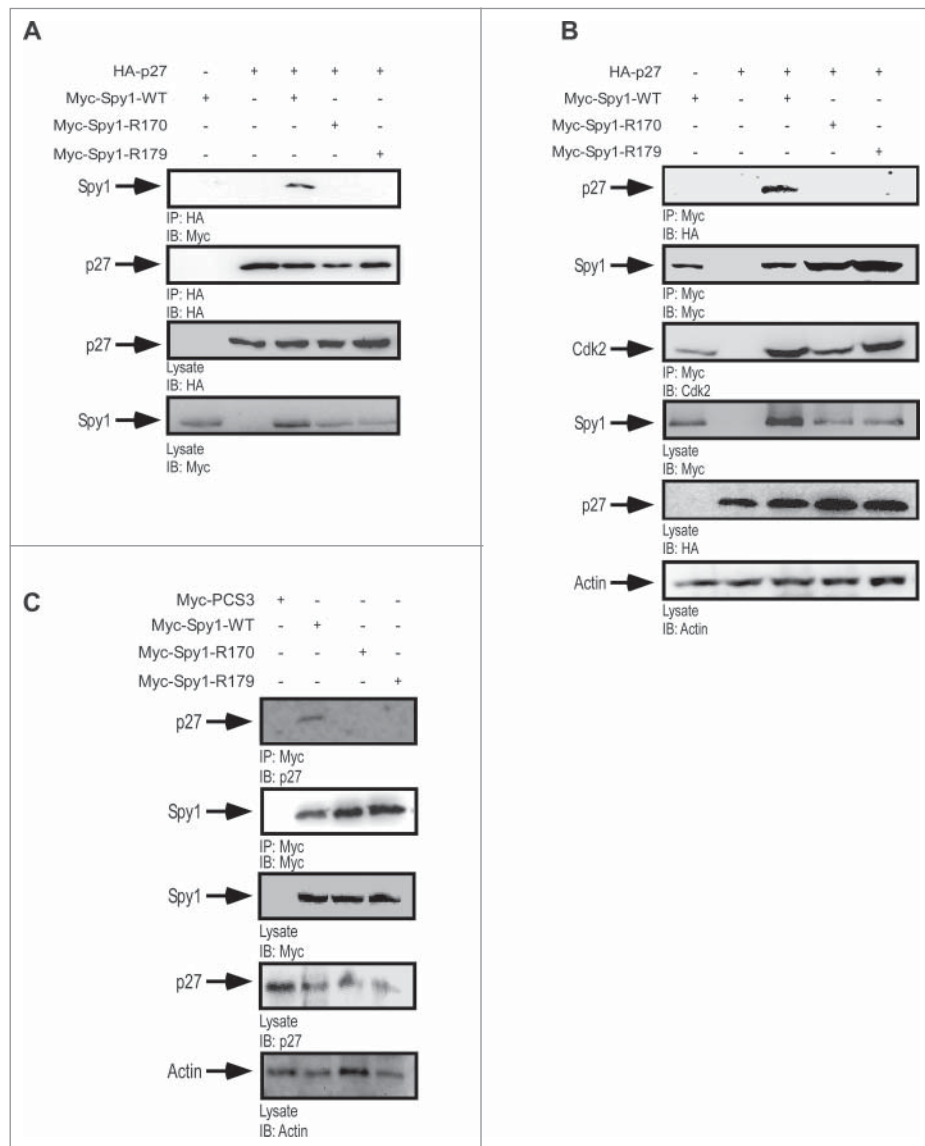 A
HA-p27 - + + + +
Myc-Spy1-WT + - + - -
Myc-Spy1-R170 - - - + -
Myc-Spy1-R179 - - - - +
Spy1
IP: HA
IB: Myc
p27
IP: HA
IB: HA
p27
Lysate
IB: HA
Spy1
Lysate
IB: Myc
B
HA-p27 - + + + +
Myc-Spy1-WT + - + - -
Myc-Spy1-R170 - - - + -
Myc-Spy1-R179 - - - - +
p27
IP: Myc
IB: HA
Spy1
IP: Myc
IB: Myc
Cdk2
IP: Myc
IB: Cdk2
Spy1
Lysate
IB: Myc
p27
Lysate
IB: HA
Actin
Lysate
IB: Actin
C
Myc-PCS3 + - - -
Myc-Spy1-WT - + - -
Myc-Spy1-R170 - - + -
Myc-Spy1-R179 - - - +
p27
IP: Myc
IB: p27
Spy1
IP: Myc
IB: Myc
Spy1
Lysate
IB: Myc
p27
Lysate
IB: p27
Actin
Lysate
IB: Actin